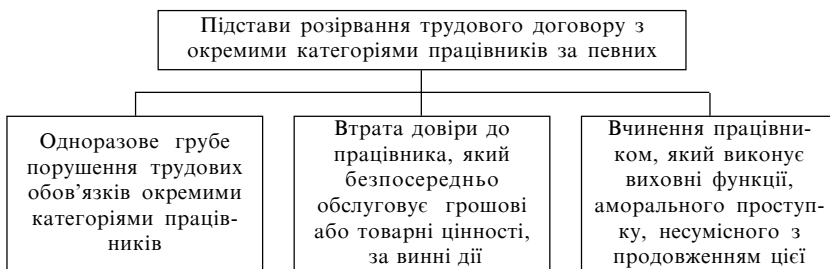 Підстави розірвання трудового договору з
окремими категоріями працівників за певних
Одноразове грубе
порушення трудових
обов’язків окремими
категоріями праців-
ників
Втрата довіри до
працівника, який
безпосередньо
обслуговує грошові
або товарні цінності,
за винні дії
Вчинення працівни-
ком, який виконує
виховні функції,
аморального проступ-
ку, несумісного з
продовженням цієї